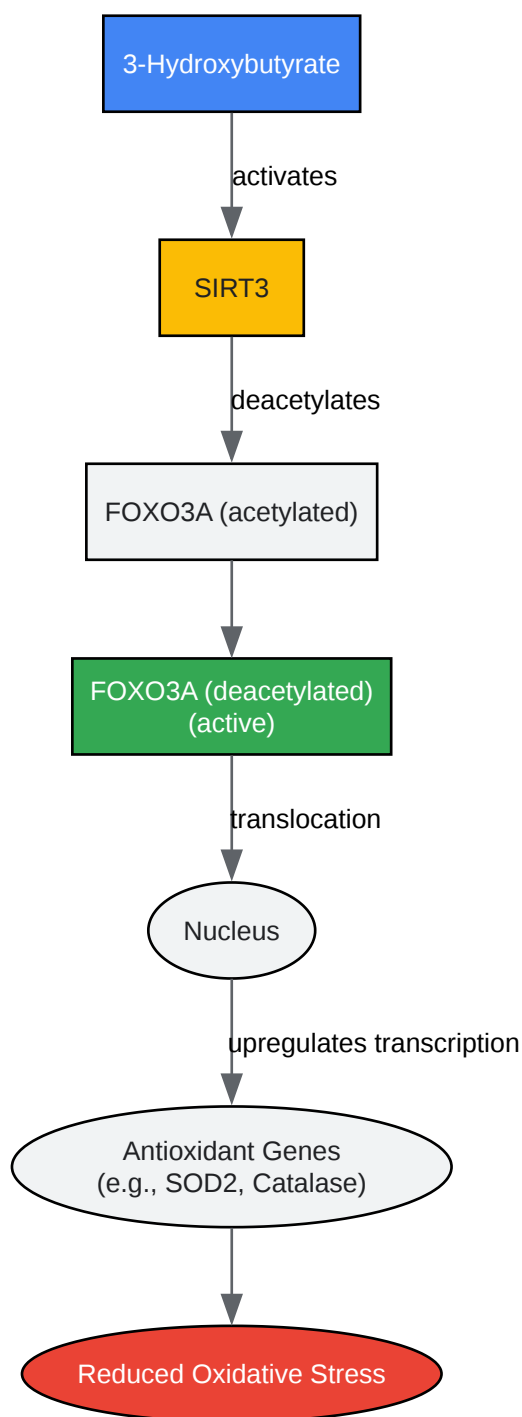 3-Hydroxybutyrate
activates
SIRT3
deacetylates
FOXO3A (acetylated)
FOXO3A (deacetylated)
(active)
translocation
Nucleus
upregulates transcription
Antioxidant Genes
(e.g., SOD2, Catalase)
Reduced Oxidative Stress